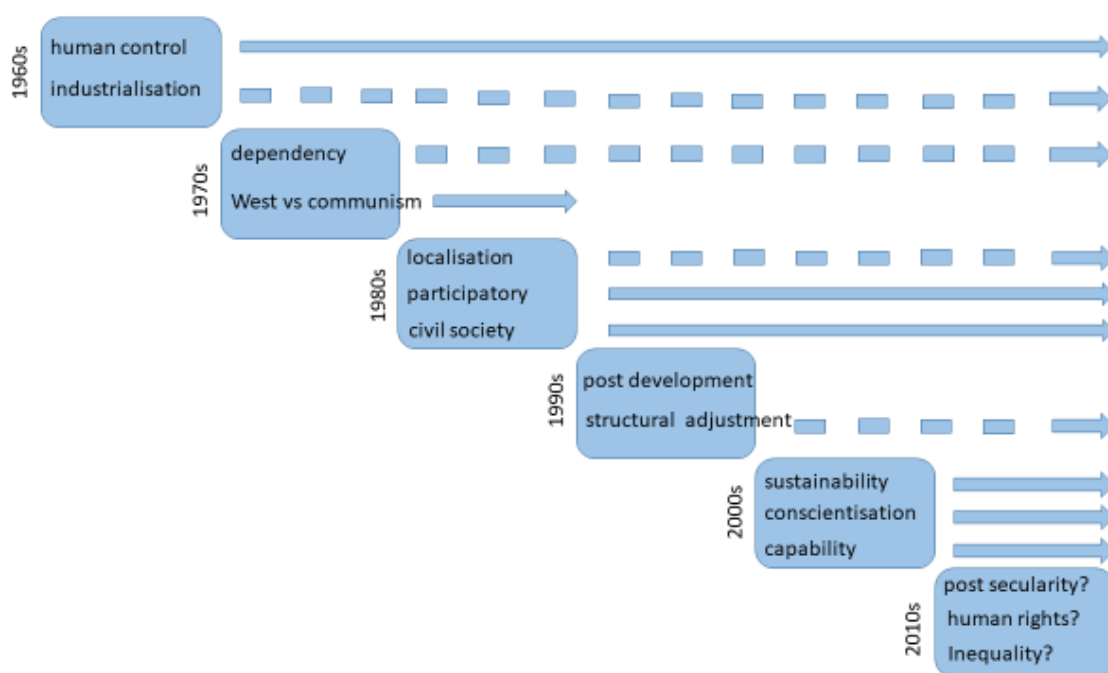 1960s
human control
industrialisation
1970s
dependency
West vs communism
1980s
localisation
participatory
civil society
1990s
post development
structural adjustment
2000s
sustainability
conscientisation
capability
2010s
post secularity?
human rights?
Inequality?